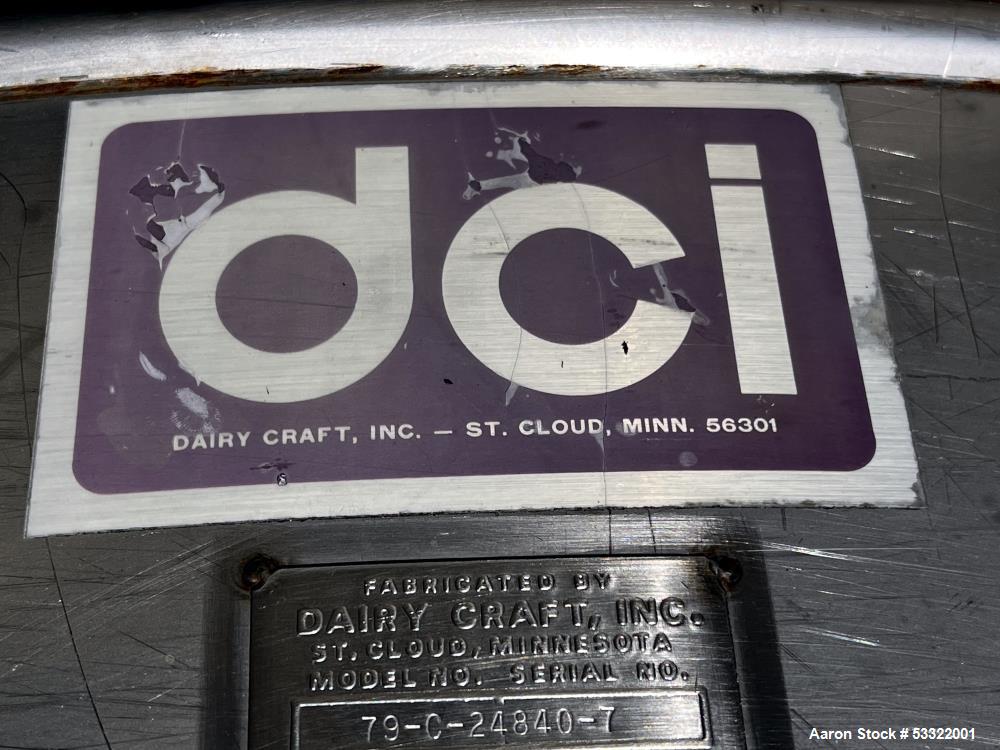 dci
DAIRY CRAFT, INC. — ST. CLOUD, MINN. 56301
FABRICATED BY
DAIRY CRAFT, INC.
ST. CLOUD, MINNESOTA
MODEL NO. SERIAL NO.
79-C-24840-7
Aaron Stock # 53322001